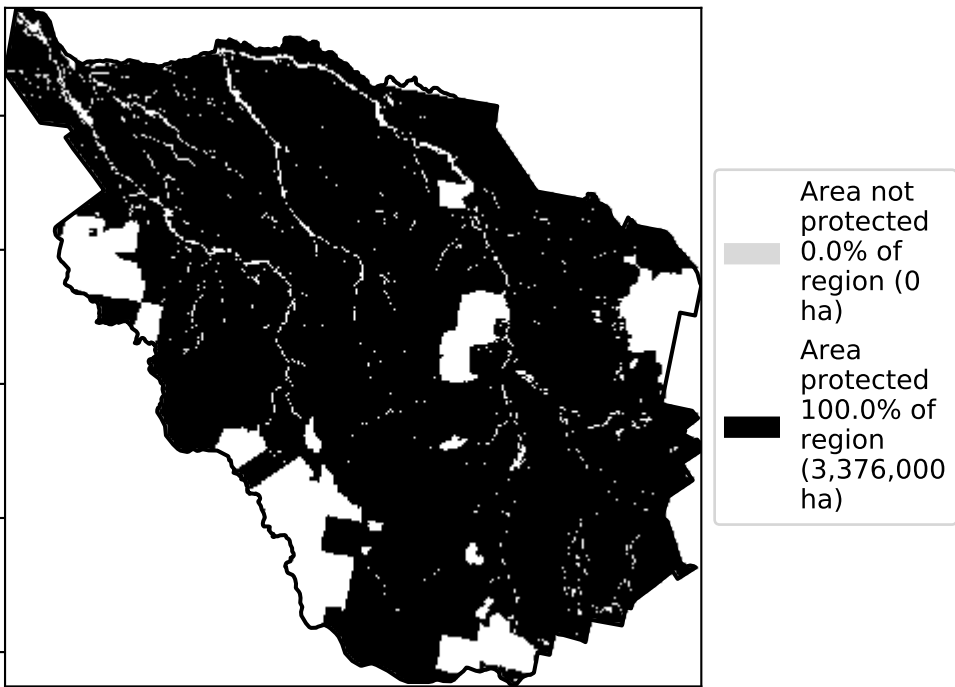 Area not
protected
0.0% of
region (0
ha)
Area
protected
100.0% of
region
(3,376,000
ha)